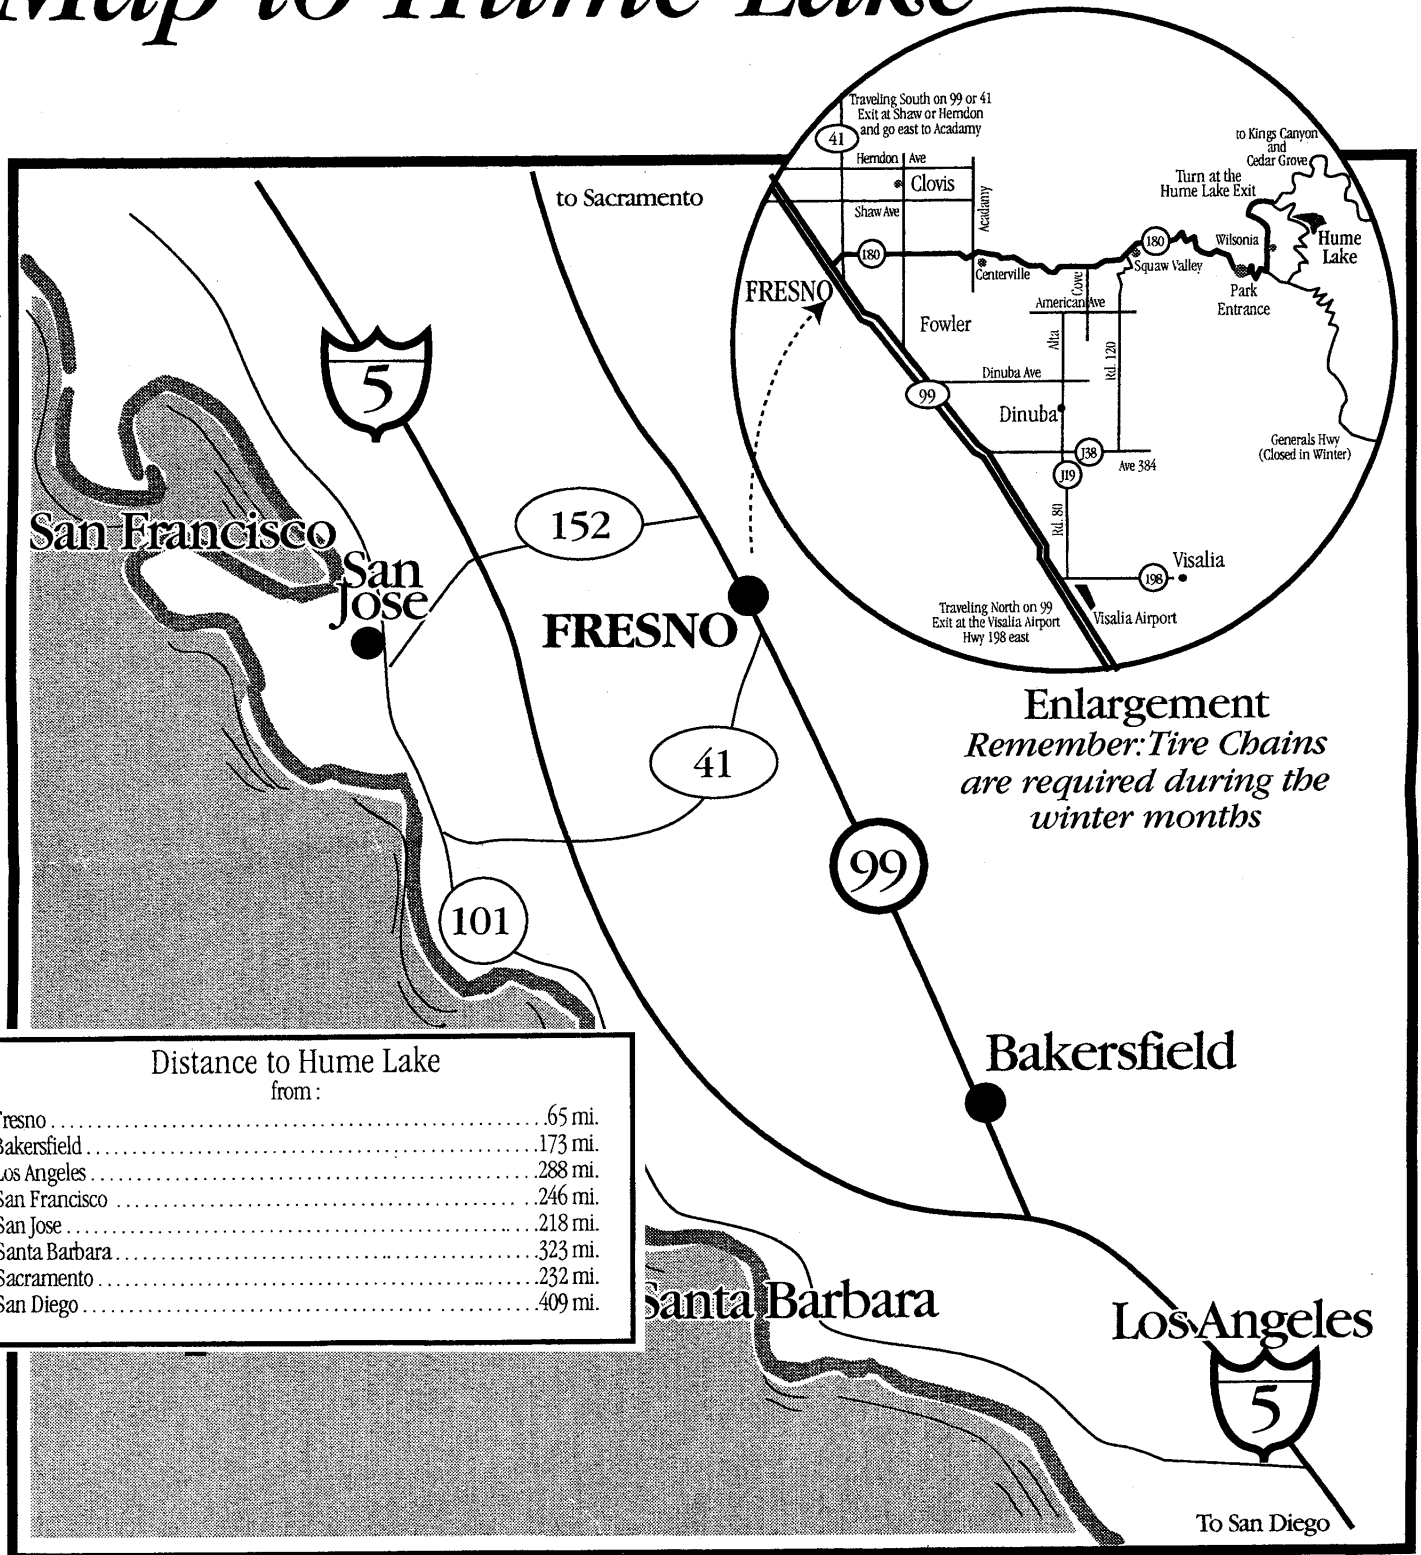 Map to Hume Lake
Traveling South on 99 or 41
Exit at Shaw or Herndon
and go east to Acadamy
41
Herndon Ave
Clovis
Shaw Ave
Acadamy
to Kings Canyon
and
Cedar Grove
Turn at the
Hume Lake Exit
180
180
Wilsonia
Hume
Lake
Squaw Valley
Centerville
Park
Entrance
Cove
American Ave
FRESNO
Fowler
Alta
Rd. 120
Dinuba Ave
99
Dinuba
J38
Ave 384
J19
Generals Hwy
(Closed in Winter)
Rd. 80
198
Visalia
Visalia Airport
Traveling North on 99
Exit at the Visalia Airport
Hwy 198 east
Enlargement
Remember: Tire Chains
are required during the
winter months
to Sacramento
5
152
San Francisco
San
Jose
FRESNO
41
99
101
Bakersfield
Distance to Hume Lake
from :
Fresno 65 mi.
Bakersfield 173 mi.
Los Angeles 288 mi.
San Francisco 246 mi.
San Jose 218 mi.
Santa Barbara 323 mi.
Sacramento 232 mi.
San Diego 409 mi.
Santa Barbara
Los Angeles
5
To San Diego